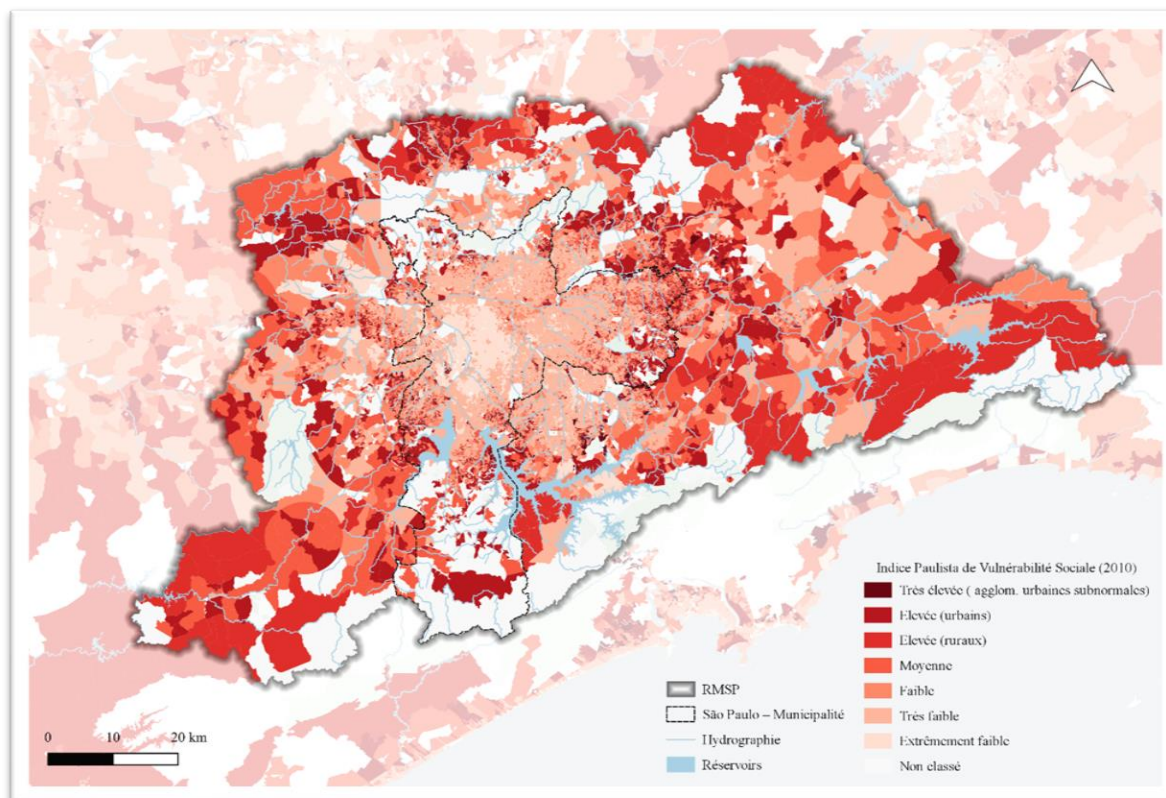 Indice Paulista de Vulnérabilité Sociale (2010)
Très élevée ( agglom. urbaines subnormales)
Elevée (urbains)
Elevée (ruraux)
Moyenne
Faible
Très faible
Extrêmement faible
Non classé
RMSP
São Paulo – Municipalité
Hydrographie
Réservoirs
0 10 20 km